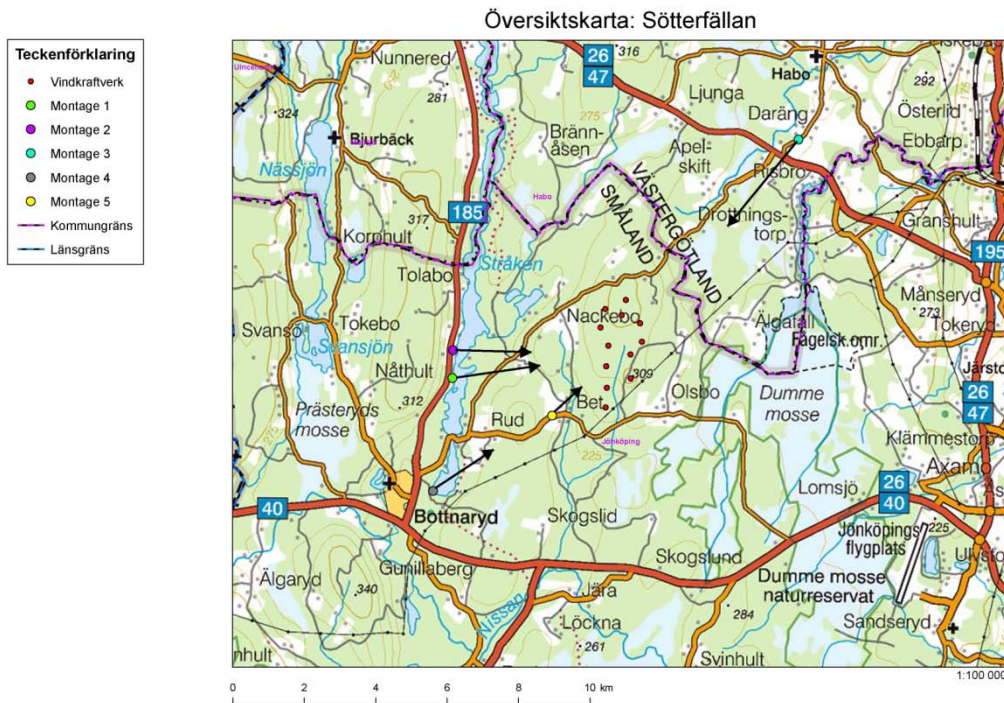 Översiktskarta: Sötterfällan
Teckenförklaring
Vindkraftverk
Montage 1
Montage 2
Montage 3
Montage 4
Montage 5
Kommungräns
Länsgräns
Nunnered
281
324
Bjurbäck
Nässjön
317
Kornhult
185
Tolabo
Stråken
Habo
Bränn-
åsen
275
26
47
316
Ljunga
Habo
292
Österlid
Ebbarp
Daräng
Apel-
skift
Risbro
VÄSTERGÖTLAND
SMÅLAND
Drottnings-
torp
Granshult
195
Månseryd
273
Tokeryd
Svansö
Tokebo
Svansjön
Nåthult
312
Prästeryds
mosse
275
Nackebo
Älgafall
Fågelsk.omr.
309
Olsbo
Dumme
mosse
Järsto
26
47
Klämmestorp
Axamo
Rud
Bet
Jönköping
225
Lomsjö
26
40
40
Bottnaryd
Skogslid
Jönköpings
flygplats
225
Gunillaberg
Skogslund
Älgaryd
340
Jära
Nissan
Löckna
261
284
Dumme mosse
naturreservat
Sandseryd
nhult
Svinhult
1:100 000
0 2 4 6 8 10 km